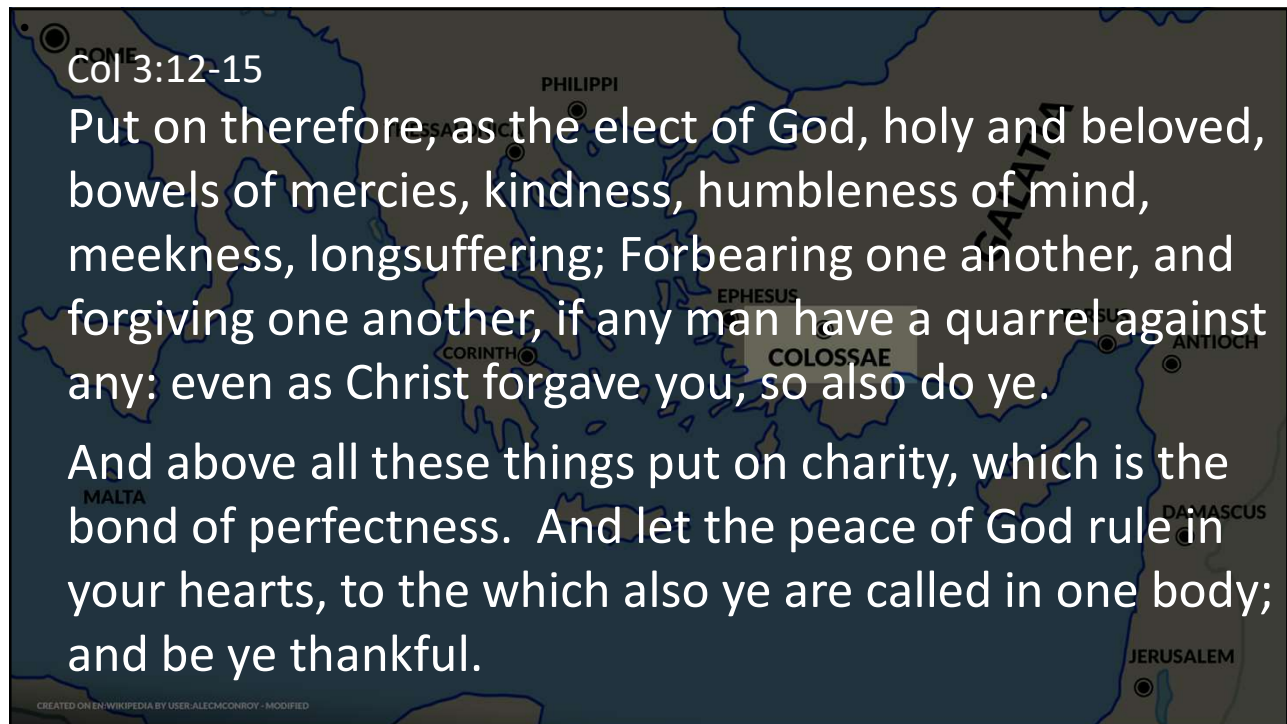 ROME
Col 3:12-15
PHILIPPI
Put on therefore, as the elect of God, holy and beloved,
THESSALONICA
bowels of mercies, kindness, humbleness of mind,
GALATIA
meekness, longsuffering; Forbearing one another, and
EPHESUS
forgiving one another, if any man have a quarrel against
TARSUS
ANTIOCH
CORINTH
COLOSSAE
any: even as Christ forgave you, so also do ye.
And above all these things put on charity, which is the
MALTA
bond of perfectness.  And let the peace of God rule in
DAMASCUS
your hearts, to the which also ye are called in one body;
and be ye thankful.
JERUSALEM
CREATED ON EN:WIKIPEDIA BY USER:ALECMCONROY - MODIFIED